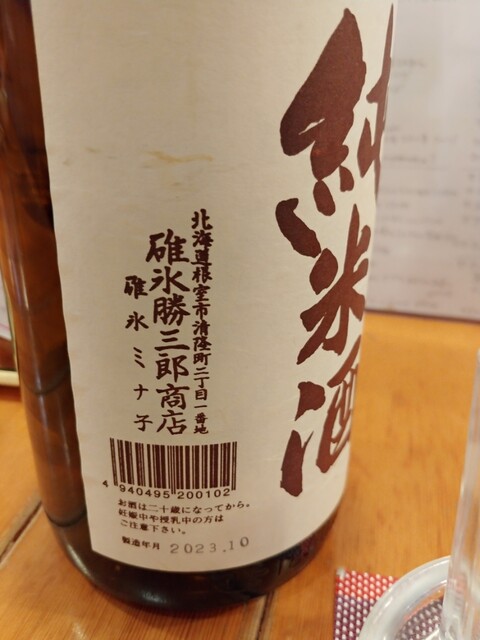 純米酒
北海道根室市清隆町二丁目一番地
碓氷勝三郎商店
碓氷ミナ子
4 940495 200102
お酒は二十歳になってから。
妊娠中や授乳中の方は
ご注意下さい。
製造年月 2023.10